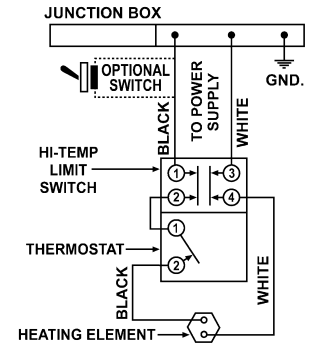 JUNCTION BOX
OPTIONAL
SWITCH
GND.
BLACK
TO POWER
SUPPLY
WHITE
HI-TEMP
LIMIT
SWITCH
1
3
2
4
THERMOSTAT
1
2
BLACK
WHITE
HEATING ELEMENT